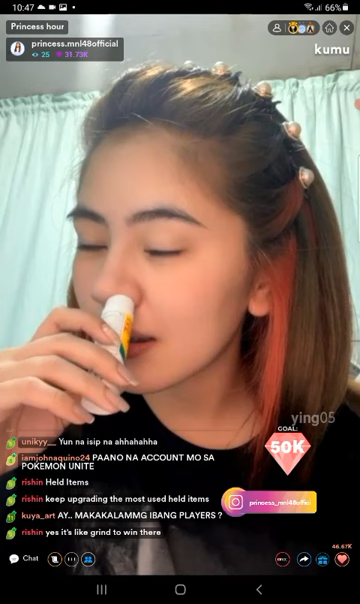 10:47
66%
Princess hour
princess.mnl48official
25 31.73K
kumu
ying05
GOAL:
50K
unikyy__ Yun na isip na ahhahahha
iamjohnaquino24 PAANO NA ACCOUNT MO SA
POKEMON UNITE
rishin Held Items
rishin keep upgrading the most used held items
princess_mnl48offici
kuya_art AY.. MAKAKALAMMG IBANG PLAYERS ?
rishin yes it's like grind to win there
46.67K
Chat